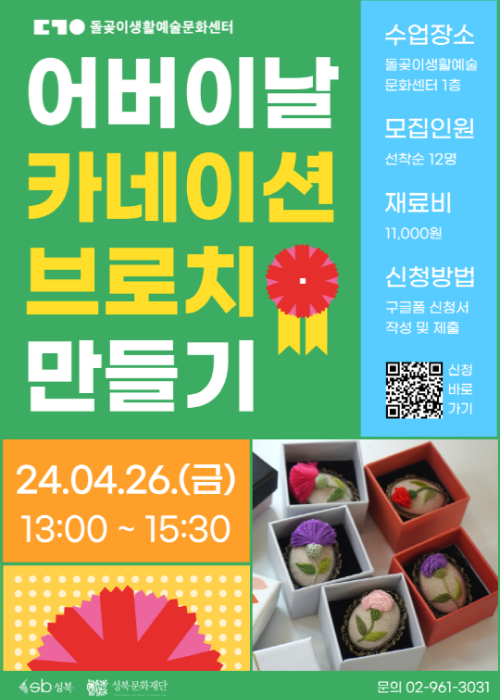 돌곶이생활예술문화센터
어버이날
카네이션
브로치
만들기
수업장소
돌곶이생활예술
문화센터 1층
모집인원
선착순 12명
재료비
11,000원
신청방법
구글폼 신청서
작성 및 제출
신청
바로
가기
24.04.26.(금)
13:00 ~ 15:30
sb 성북
성북문화재단
문의 02-961-3031